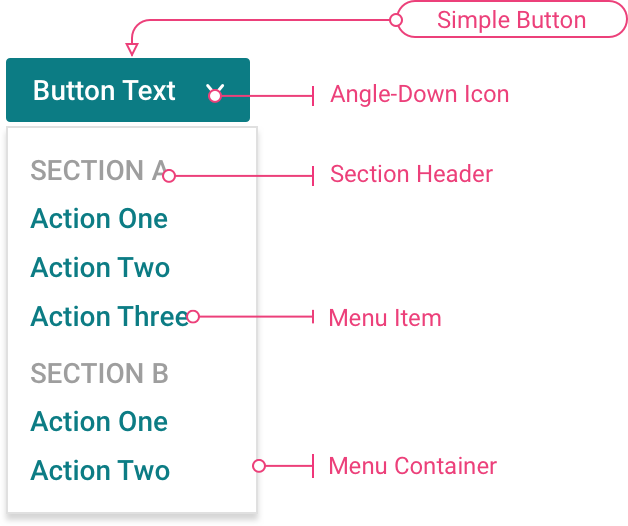 Simple Button
Button Text
Angle-Down Icon
SECTION A
Section Header
Action One
Action Two
Action Three
Menu Item
SECTION B
Action One
Action Two
Menu Container